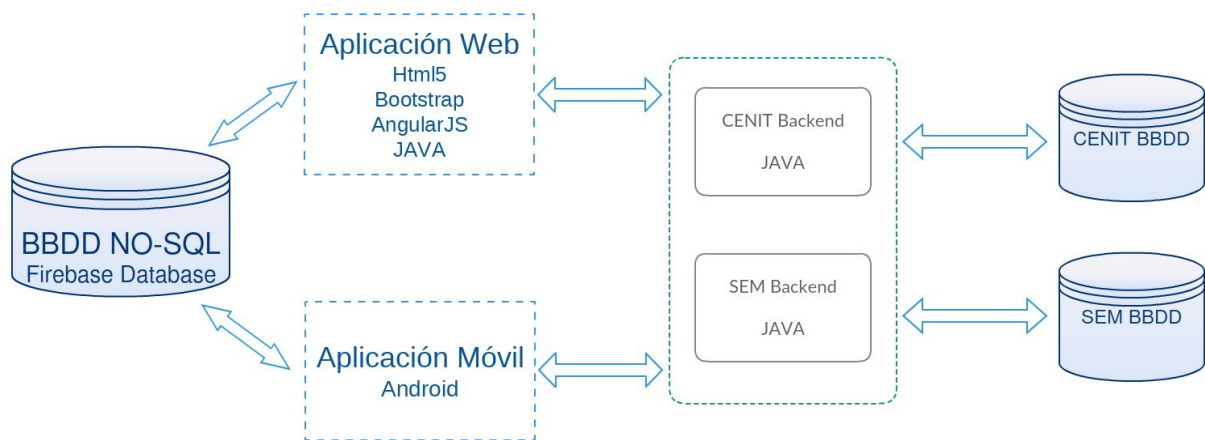 BBDD NO-SQL
Firebase Database
Aplicación Web
Html5
Bootstrap
AngularJS
JAVA
Aplicación Móvil
Android
CENIT Backend
JAVA
SEM Backend
JAVA
CENIT BBDD
SEM BBDD